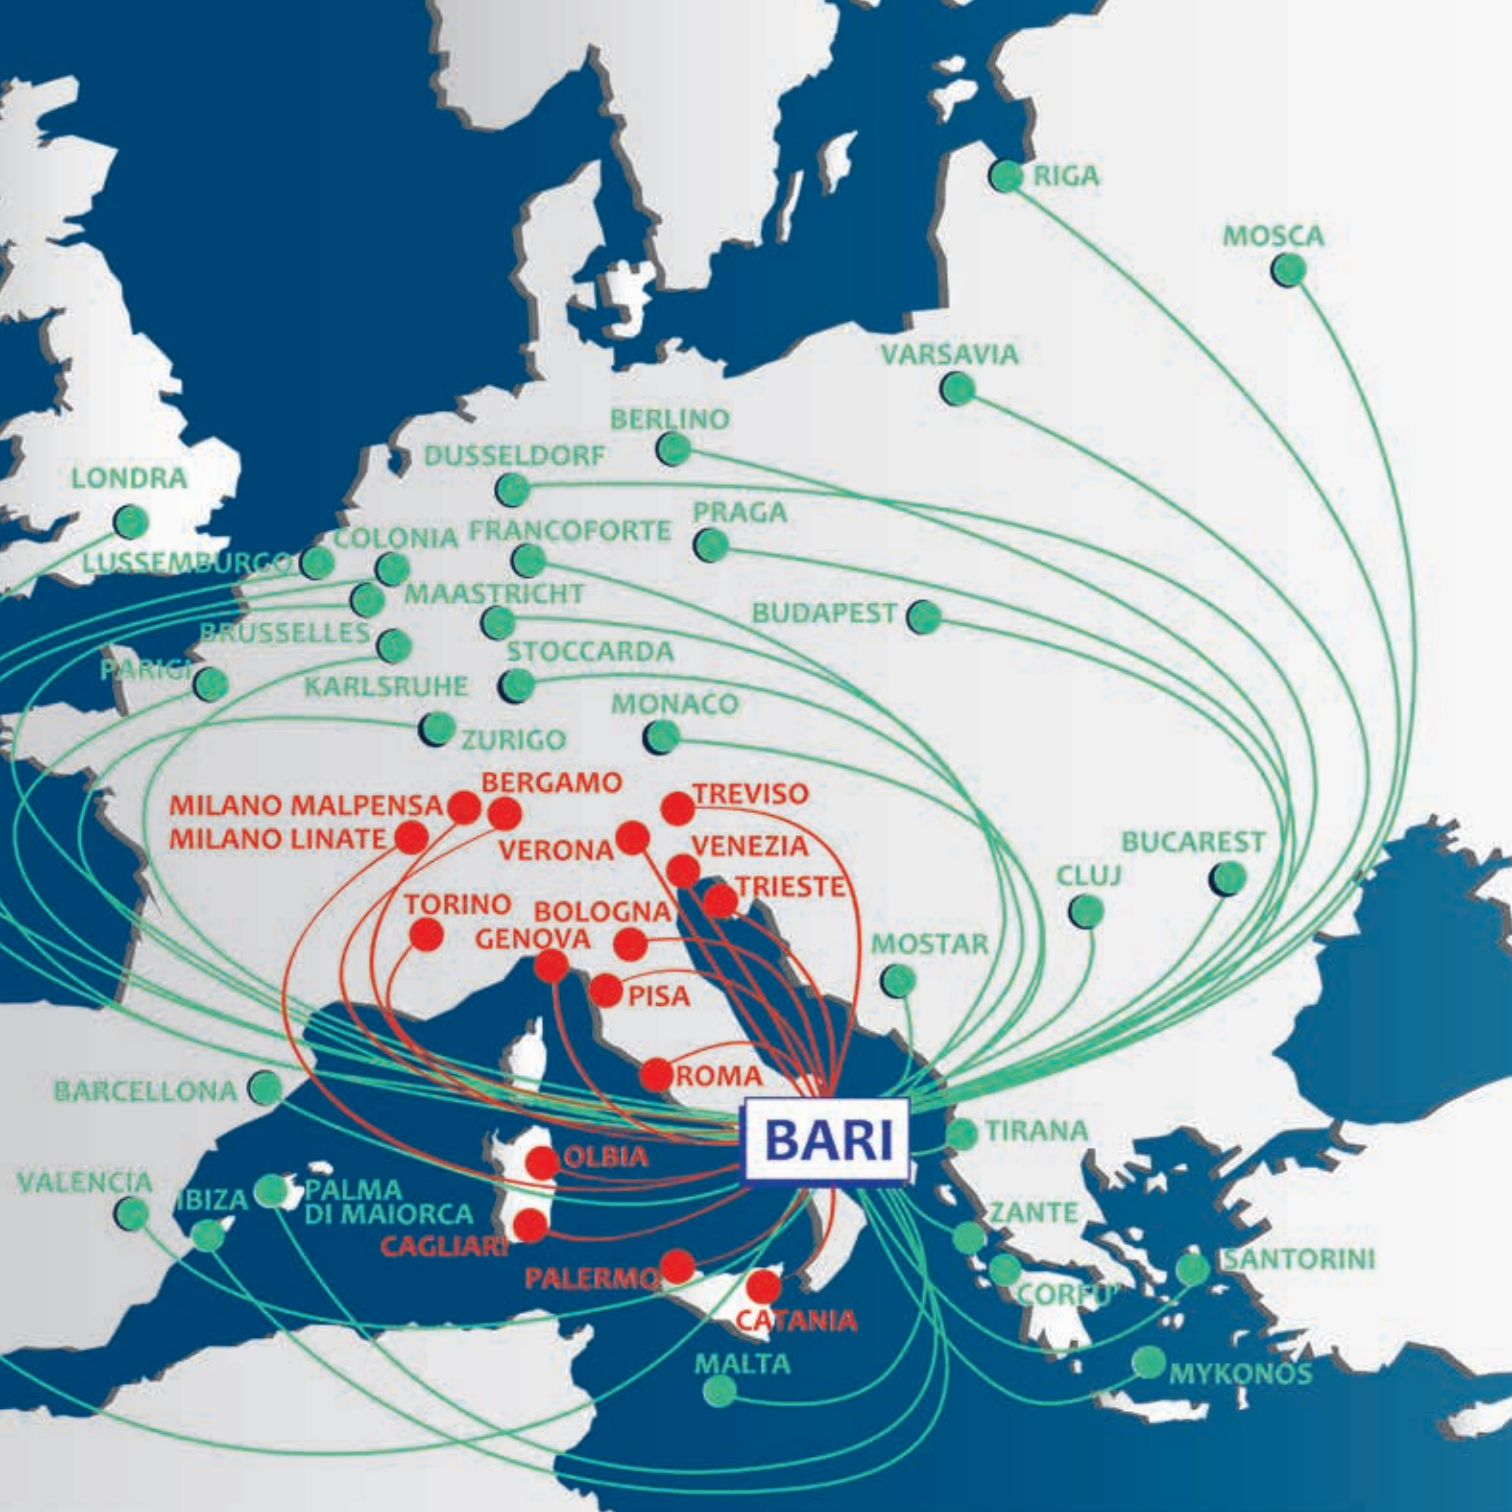 RIGA
MOSCA
VARSAVIA
BERLINO
DUSSELDORF
LONDRA
PRAGA
COLONIA
FRANCOFORTE
LUSSEMBURGO
MAASTRICHT
BUDAPEST
BRUSSELLES
STOCCARDA
PARIGI
KARLSRUHE
MONACO
ZURIGO
BERGAMO
TREVISO
MILANO MALPENSA
MILANO LINATE
VERONA
VENEZIA
BUCAREST
CLUJ
TRIESTE
TORINO
BOLOGNA
GENOVA
MOSTAR
PISA
ROMA
BARCELLONA
BARI
TIRANA
OLBIA
VALENCIA
IBIZA
PALMA
DI MAIORCA
ZANTE
CAGLIARI
SANTORINI
PALERMO
CORFU'
CATANIA
MALTA
MYKONOS